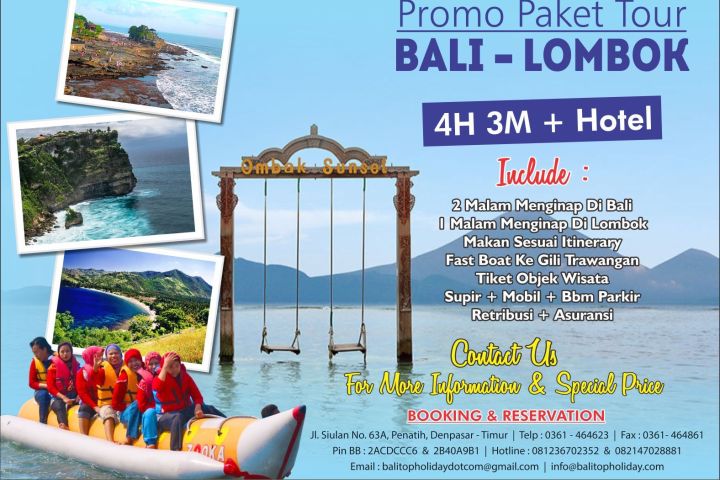 Promo Paket Tour
BALI - LOMBOK
4H 3M + Hotel
Ombak Sunset
Include :
2 Malam Menginap Di Bali
1 Malam Menginap Di Lombok
Makan Sesuai Itinerary
Fast Boat Ke Gili Trawangan
Tiket Objek Wisata
Supir + Mobil + Bbm Parkir
Retribusi + Asuransi
Contact Us
For More Information & Special Price
BOOKING & RESERVATION
Jl. Siulan No. 63A, Penatih, Denpasar - Timur | Telp : 0361 - 464623 | Fax : 0361- 464861
Pin BB : 2ACDCCC6 & 2B40A9B1 | Hotline : 081236702352 & 082147028881
Email : balitopholidaydotcom@gmail.com | info@balitopholiday.com